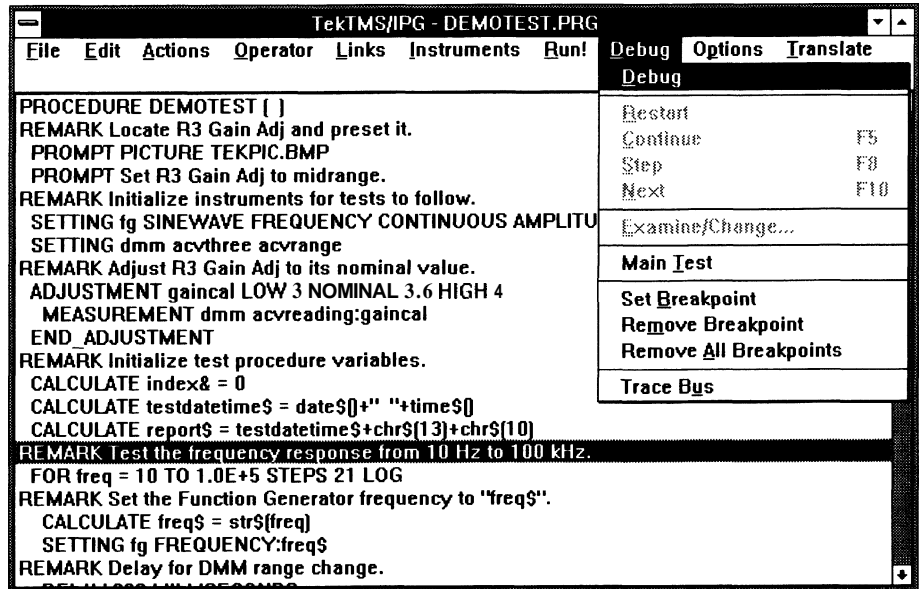 TekTMS/IPG - DEMOTEST.PRG
File Edit Actions Operator Links Instruments Run! Debug Options Translate
Debug
Restart
Continue F5
Step F8
Next F10
Examine/Change...
Main Test
Set Breakpoint
Remove Breakpoint
Remove All Breakpoints
Trace Bus
PROCEDURE DEMOTEST ( )
REMARK Locate R3 Gain Adj and preset it.
PROMPT PICTURE TEKPIC.BMP
PROMPT Set R3 Gain Adj to midrange.
REMARK Initialize instruments for tests to follow.
SETTING fg SINEWAVE FREQUENCY CONTINUOUS AMPLITU
SETTING dmm acvthree acvrange
REMARK Adjust R3 Gain Adj to its nominal value.
ADJUSTMENT gaincal LOW 3 NOMINAL 3.6 HIGH 4
MEASUREMENT dmm acvreading:gaincal
END_ADJUSTMENT
REMARK Initialize test procedure variables.
CALCULATE index& = 0
CALCULATE testdatetime$ = date$()+" "+time$()
CALCULATE report$ = testdatetime$+chr$(13)+chr$(10)
REMARK Test the frequency response from 10 Hz to 100 kHz.
FOR freq = 10 TO 1.0E+5 STEPS 21 LOG
REMARK Set the Function Generator frequency to "freq$".
CALCULATE freq$ = str$(freq)
SETTING fg FREQUENCY:freq$
REMARK Delay for DMM range change.